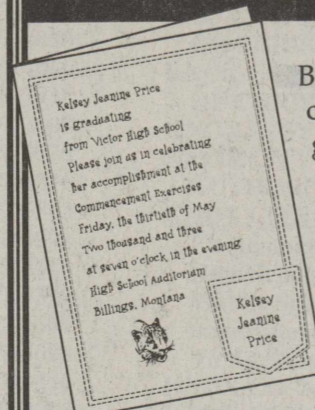 Kelsey Jeanine Price
is graduating
from Victor High School
Please join us in celebrating
her accomplishment at the
Commencement Exercises
Friday, the thirtieth of May
Two thousand and three
at seven o'clock in the evening
High School Auditorium
Billings, Montana
Kelsey
Jeanine
Price
B